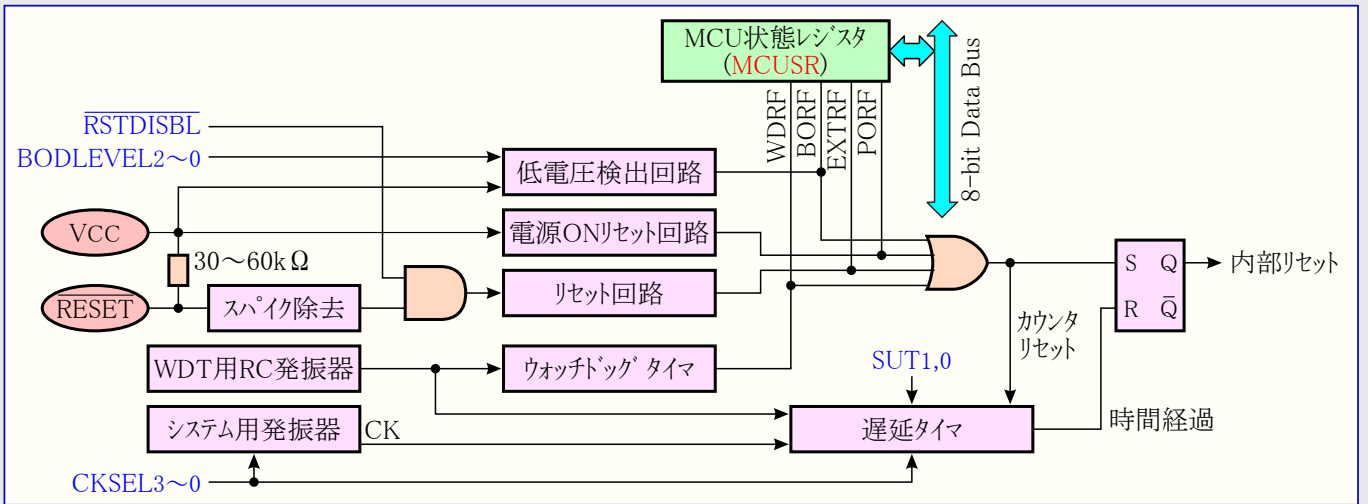 MCU状態レジスタ
(MCUSR)
8-bit Data Bus
WDRF
BORF
EXTRF
PORF
RSTDISBL
BODLEVEL2～0
低電圧検出回路
VCC
電源ONリセット回路
30～60kΩ
RESET
スパイク除去
リセット回路
S Q
R Q̄
内部リセット
カウンタ
リセット
WDT用RC発振器
ウォッチドッグ タイマ
SUT1,0
システム用発振器
CK
遅延タイマ
時間経過
CKSEL3～0